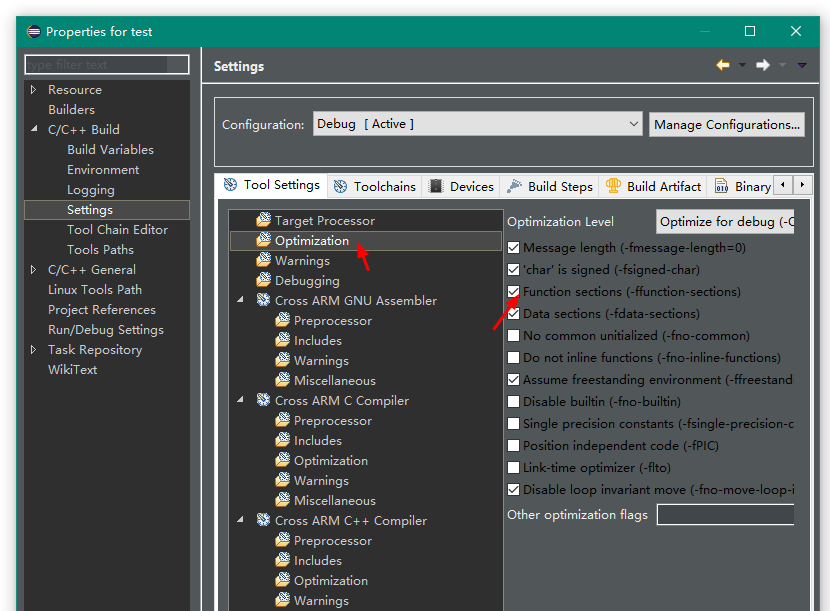 Properties for test
type filter text
Resource
Builders
C/C++ Build
Build Variables
Environment
Logging
Settings
Tool Chain Editor
Tools Paths
C/C++ General
Linux Tools Path
Project References
Run/Debug Settings
Task Repository
WikiText
Settings
Configuration: Debug [ Active ] Manage Configurations...
Tool Settings Toolchains Devices Build Steps Build Artifact Binary
Target Processor
Optimization
Warnings
Debugging
Cross ARM GNU Assembler
Preprocessor
Includes
Warnings
Miscellaneous
Cross ARM C Compiler
Preprocessor
Includes
Optimization
Warnings
Miscellaneous
Cross ARM C++ Compiler
Preprocessor
Includes
Optimization
Warnings
Optimization Level Optimize for debug (-O
Message length (-fmessage-length=0)
'char' is signed (-fsigned-char)
Function sections (-ffunction-sections)
Data sections (-fdata-sections)
No common unitialized (-fno-common)
Do not inline functions (-fno-inline-functions)
Assume freestanding environment (-ffreestand
Disable builtin (-fno-builtin)
Single precision constants (-fsingle-precision-c
Position independent code (-fPIC)
Link-time optimizer (-flto)
Disable loop invariant move (-fno-move-loop-i
Other optimization flags